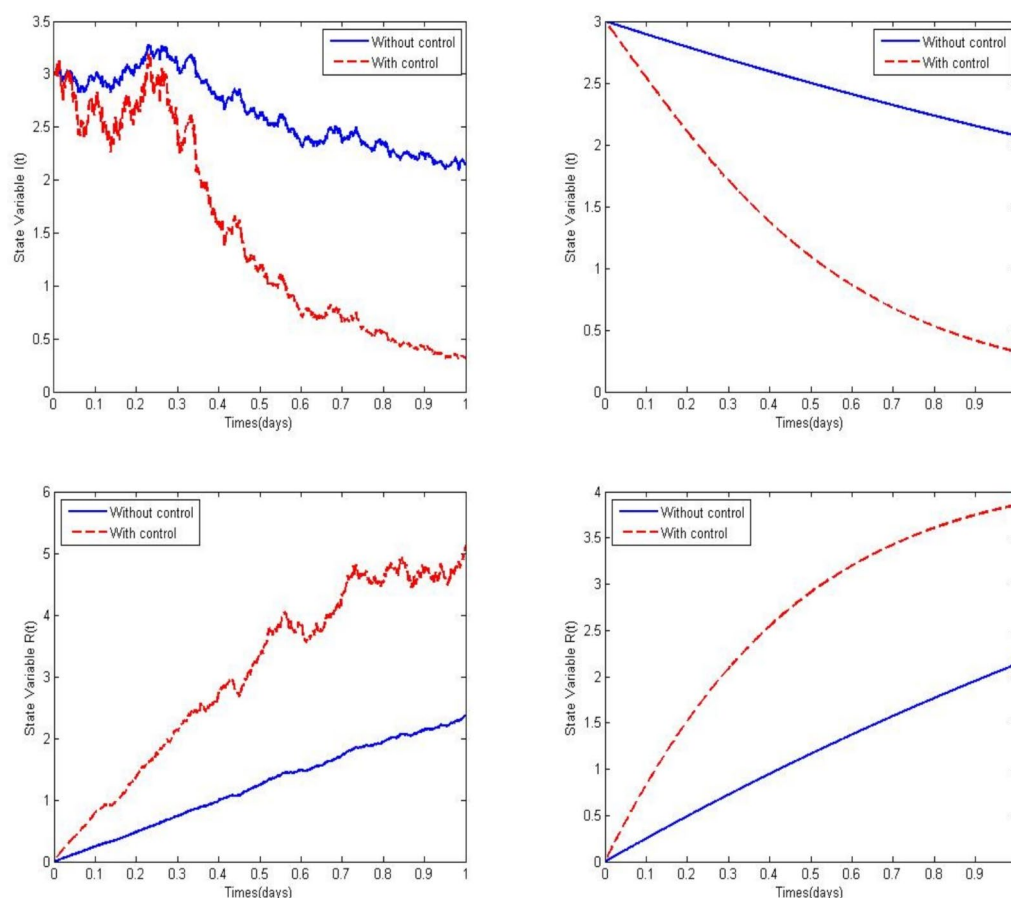 3.5
3
2.5
2
1.5
1
0.5
0
State Variable I(t)
Without control
With control
0 0.1 0.2 0.3 0.4 0.5 0.6 0.7 0.8 0.9 1
Times(days)
3
2.5
2
1.5
1
0.5
0
State Variable I(t)
Without control
With control
0 0.1 0.2 0.3 0.4 0.5 0.6 0.7 0.8 0.9
Times(days)
6
5
4
3
2
1
0
State Variable R(t)
Without control
With control
0 0.1 0.2 0.3 0.4 0.5 0.6 0.7 0.8 0.9 1
Times(days)
4
3.5
3
2.5
2
1.5
1
0.5
0
State Variable R(t)
Without control
With control
0 0.1 0.2 0.3 0.4 0.5 0.6 0.7 0.8 0.9
Times(days)